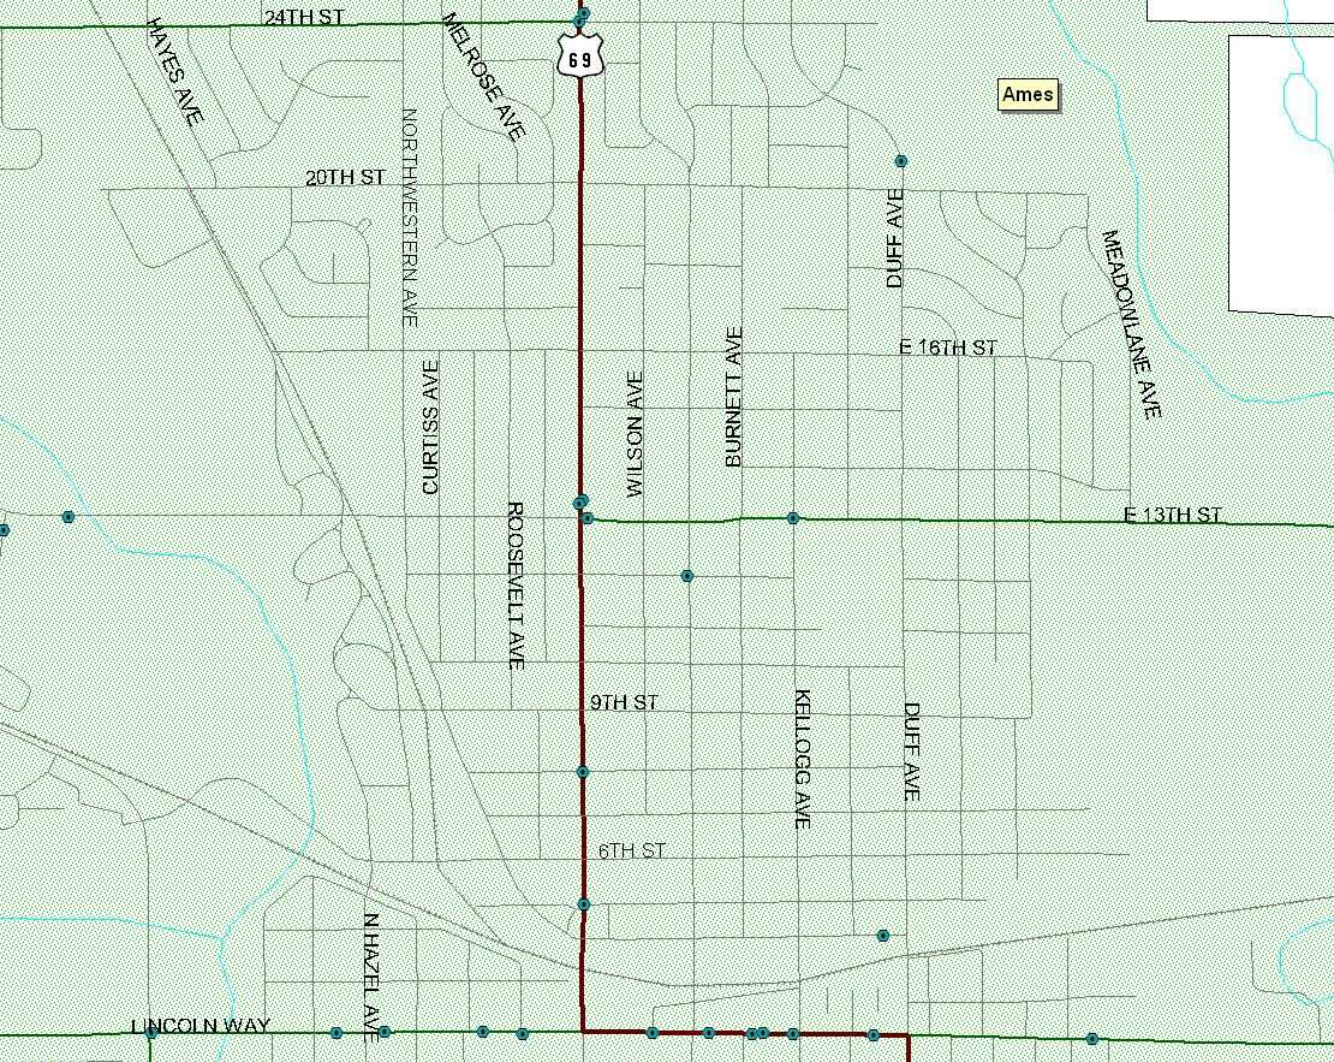 24TH ST
HAYES AVE
MELROSE AVE
69
Ames
NORTHWESTERN AVE
20TH ST
DUFF AVE
MEADOWLANE AVE
E 16TH ST
BURNETT AVE
CURTISS AVE
WILSON AVE
ROOSEVELT AVE
E 13TH ST
9TH ST
KELLOGG AVE
DUFF AVE
6TH ST
N HAZEL AVE
LINCOLN WAY